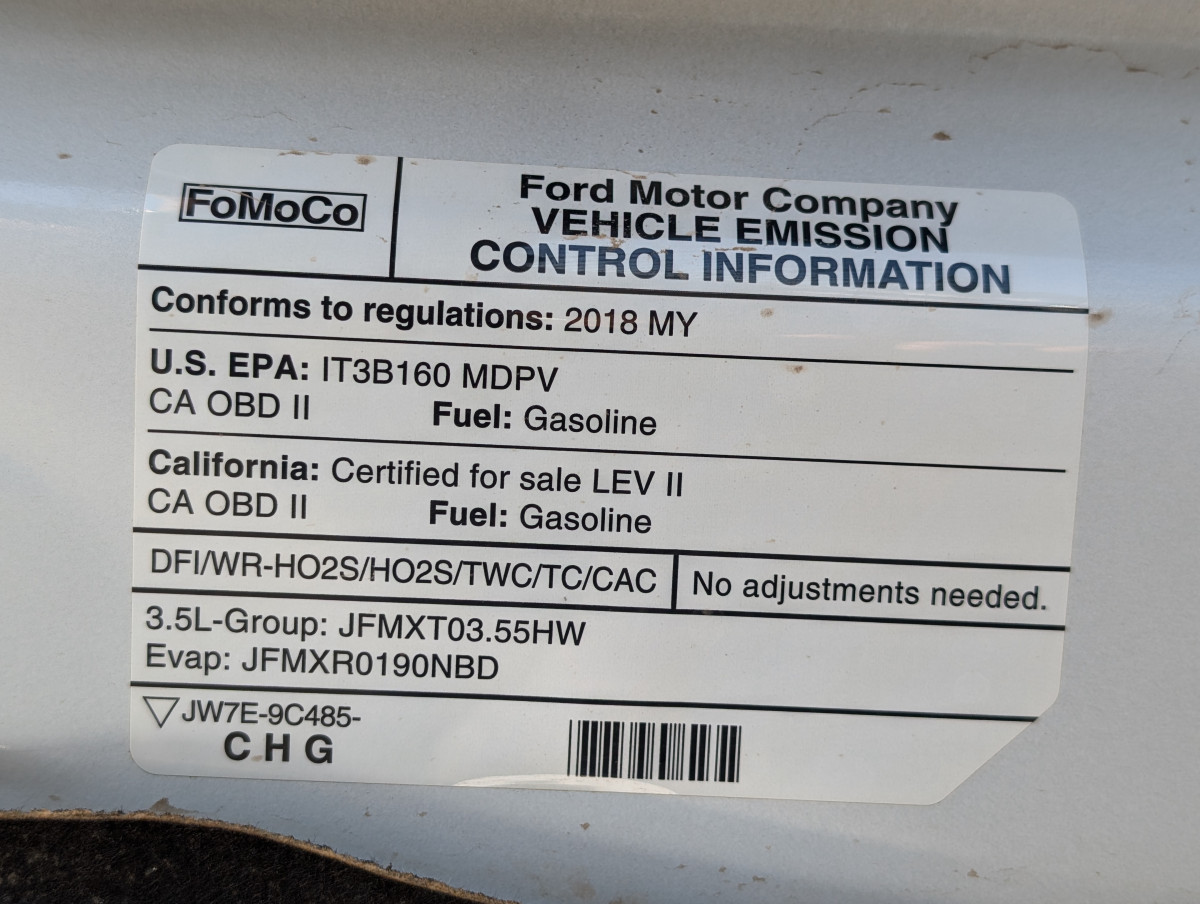 FoMoCo
Ford Motor Company
VEHICLE EMISSION
CONTROL INFORMATION
Conforms to regulations: 2018 MY
U.S. EPA: IT3B160 MDPV
CA OBD II Fuel: Gasoline
California: Certified for sale LEV II
CA OBD II Fuel: Gasoline
DFI/WR-HO2S/HO2S/TWC/TC/CAC
No adjustments needed.
3.5L-Group: JFMXT03.55HW
Evap: JFMXR0190NBD
JW7E-9C485-
C H G